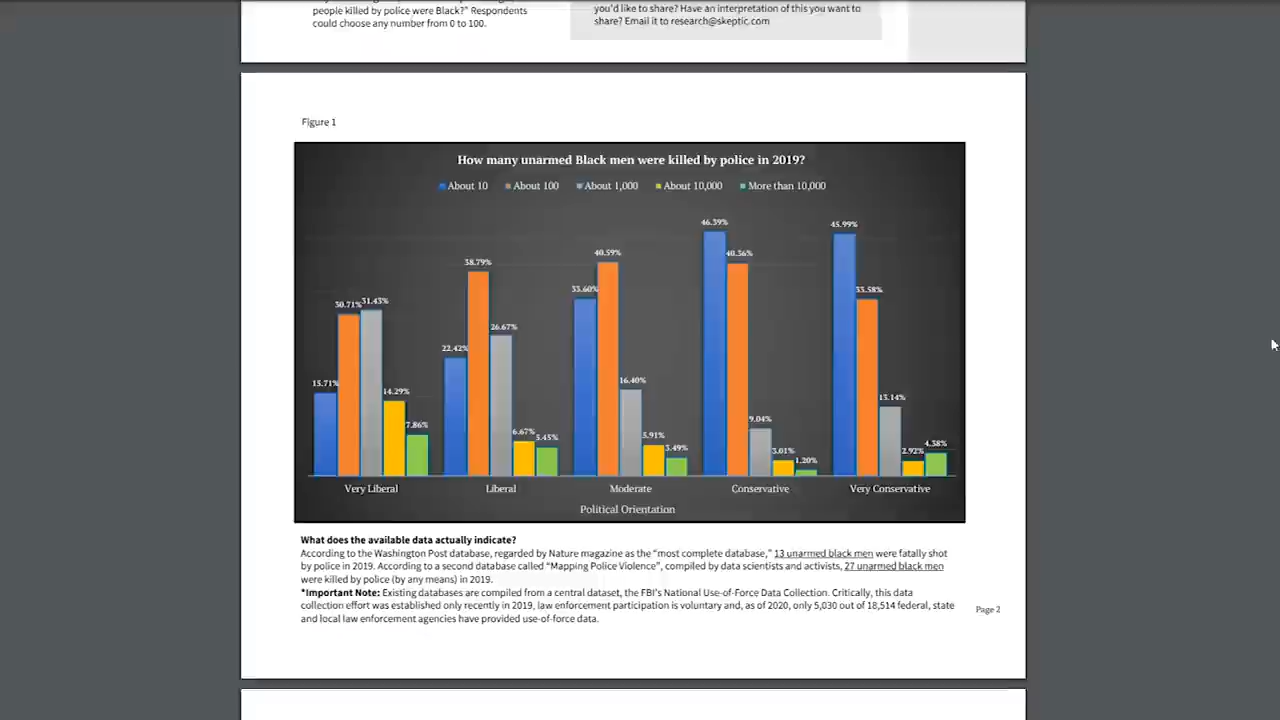 people killed by police were Black?" Respondents
could choose any number from 0 to 100.
you'd like to share? Have an interpretation of this you want to
share? Email it to research@skeptic.com
Figure 1
How many unarmed Black men were killed by police in 2019?
About 10 About 100 About 1,000 About 10,000 More than 10,000
15.71% 30.71% 31.43% 14.29% 7.86%
22.42% 38.79% 26.67% 6.67% 5.45%
33.60% 40.59% 16.40% 5.91% 3.49%
46.39% 40.36% 9.04% 3.01% 1.20%
45.99% 33.58% 13.14% 2.92% 4.38%
Very Liberal Liberal Moderate Conservative Very Conservative
Political Orientation
What does the available data actually indicate?
According to the Washington Post database, regarded by Nature magazine as the "most complete database," 13 unarmed black men were fatally shot
by police in 2019. According to a second database called "Mapping Police Violence", compiled by data scientists and activists, 27 unarmed black men
were killed by police (by any means) in 2019.
*Important Note: Existing databases are compiled from a central dataset, the FBI's National Use-of-Force Data Collection. Critically, this data
collection effort was established only recently in 2019, law enforcement participation is voluntary and, as of 2020, only 5,030 out of 18,514 federal, state
and local law enforcement agencies have provided use-of-force data.
Page 2